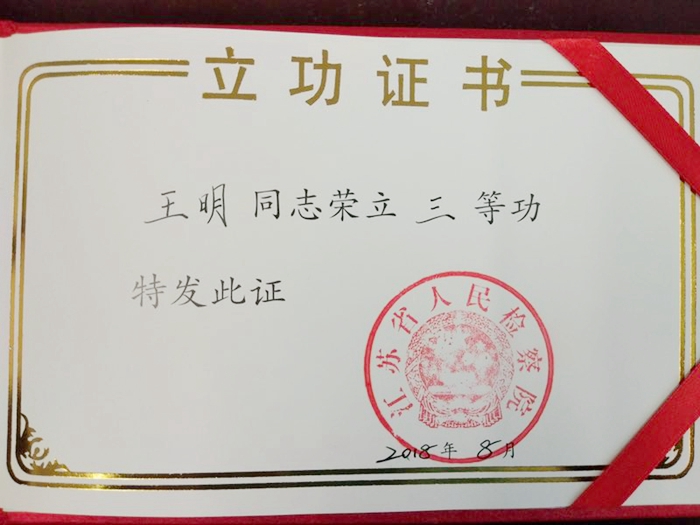 立功证书
王明 同志荣立 三 等功
特发此证
江苏省人民检察院
2018年 8月